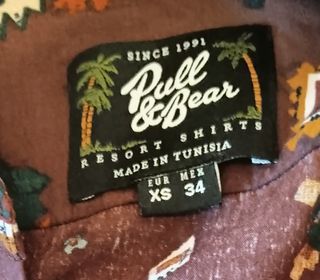 SINCE 1991
Pull
& Bear
RESORT SHIRTS
MADE IN TUNISIA
EUR MEX
XS 34